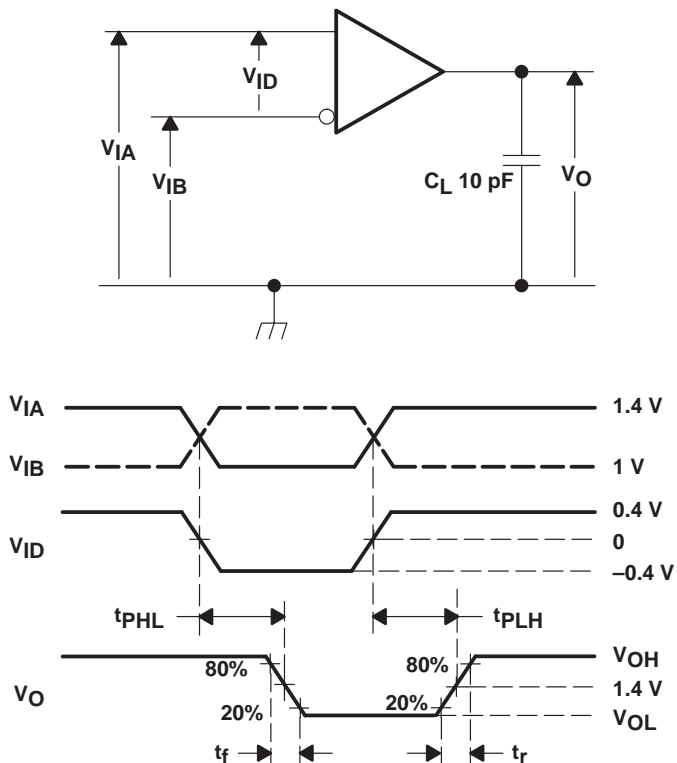 VID
VIA
VIB
CL 10 pF
VO
VIA
1.4 V
VIB
1 V
0.4 V
VID
0
–0.4 V
tPHL
tPLH
VO
80%
80%
VOH
1.4 V
20%
20%
VOL
tf
tr